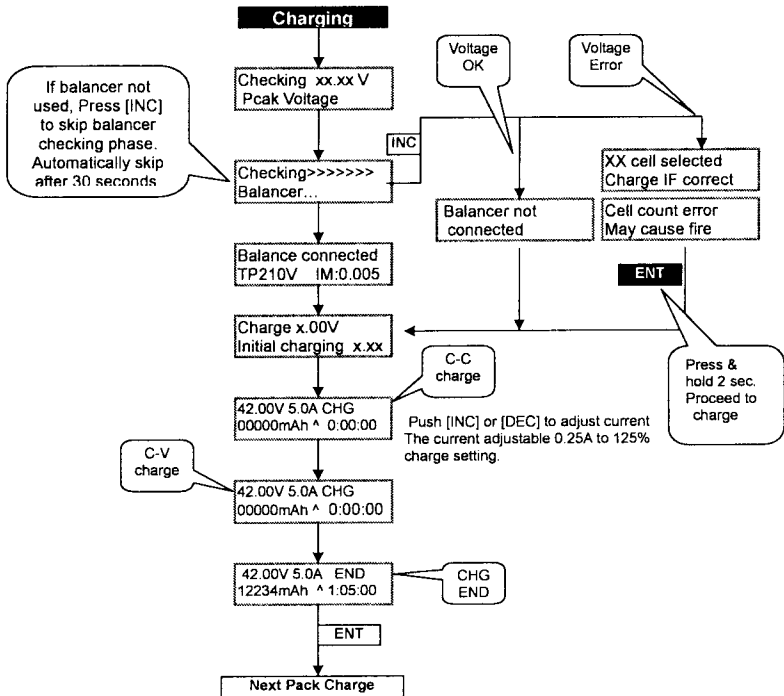 Charging
Checking xx.xx V
Pcak Voltage
If balancer not
used, Press [INC]
to skip balancer
checking phase.
Automatically skip
after 30 seconds
Checking>>>>>>>
Balancer...
INC
Voltage
OK
Voltage
Error
Balancer not
connected
XX cell selected
Charge IF correct
Cell count error
May cause fire
ENT
Press &
hold 2 sec.
Proceed to
charge
Balance connected
TP210V IM:0.005
Charge x.00V
Initial charging x.xx
C-C
charge
42.00V 5.0A CHG
00000mAh ^ 0:00:00
Push [INC] or [DEC] to adjust current
The current adjustable 0.25A to 125%
charge setting.
C-V
charge
42.00V 5.0A CHG
00000mAh ^ 0:00:00
42.00V 5.0A END
12234mAh ^ 1:05:00
CHG
END
ENT
Next Pack Charge